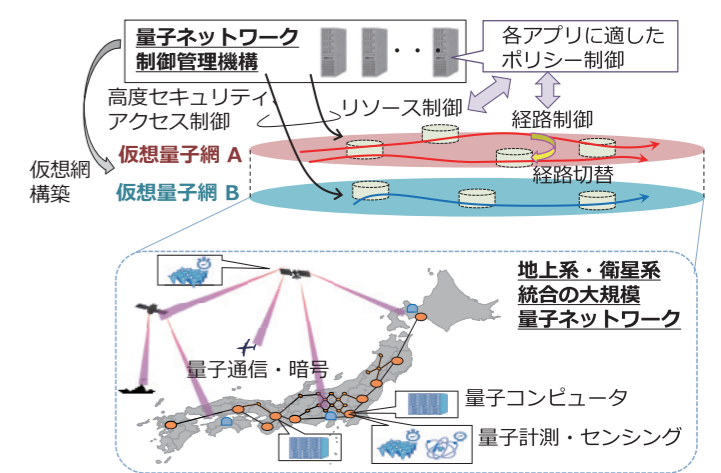 量子ネットワーク
制御管理機構
・・・
各アプリに適した
ポリシー制御
高度セキュリティ、
アクセス制御
リソース制御
経路制御
仮想量子網 A
経路切替
仮想網
構築
仮想量子網 B
地上系・衛星系
統合の大規模
量子ネットワーク
量子通信・暗号
量子コンピュータ
量子計測・センシング